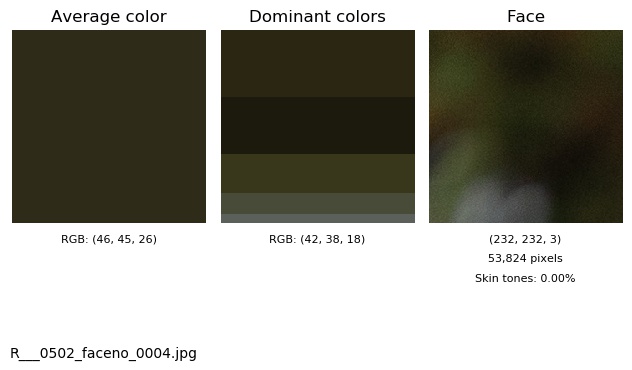 Average color
Dominant colors
Face
RGB: (46, 45, 26)
RGB: (42, 38, 18)
(232, 232, 3)
53,824 pixels
Skin tones: 0.00%
R___0502_faceno_0004.jpg